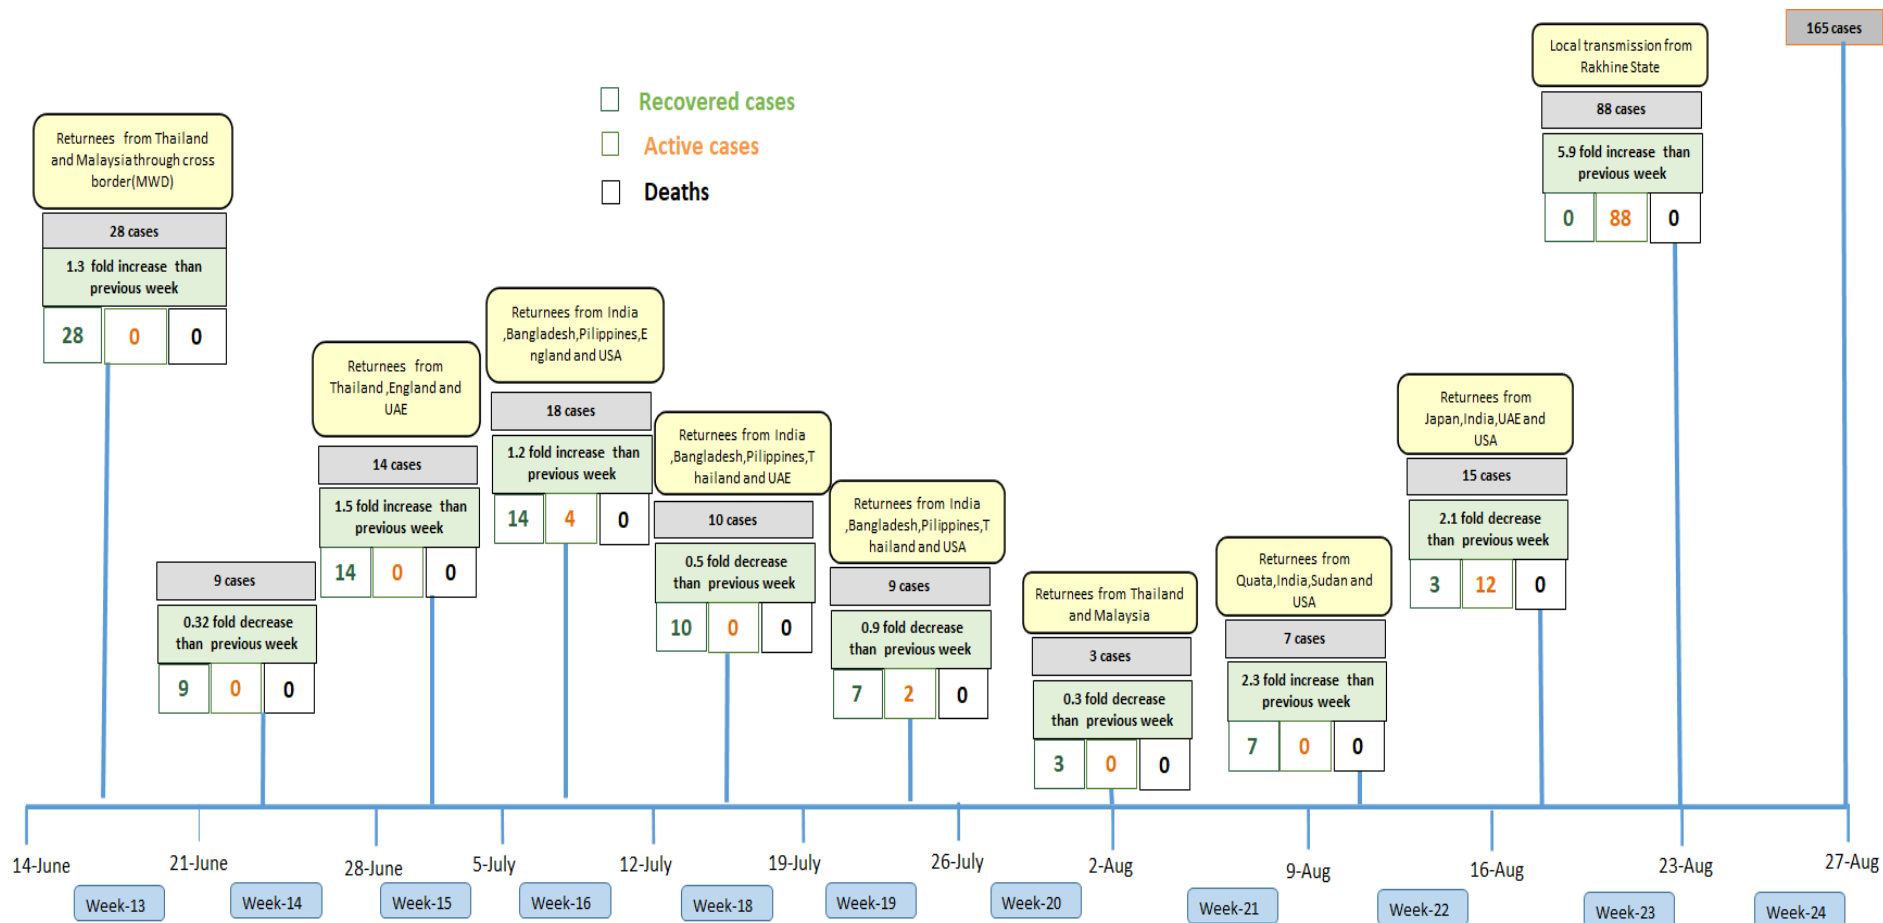 165 cases
Local transmission from
Rakhine State
88 cases
5.9 fold increase than
previous week
0 88 0
Recovered cases
Active cases
Deaths
Returnees from Thailand
and Malaysia through cross
border(MWD)
28 cases
1.3 fold increase than
previous week
28 0 0
9 cases
0.32 fold decrease
than previous week
9 0 0
Returnees from
Thailand ,England and
UAE
14 cases
1.5 fold increase than
previous week
14 0 0
Returnees from India
,Bangladesh,Pilippines,E
ngland and USA
18 cases
1.2 fold increase than
previous week
14 4 0
Returnees from India
,Bangladesh,Pilippines,T
hailand and UAE
10 cases
0.5 fold decrease
than previous week
10 0 0
Returnees from India
,Bangladesh,Pilippines,T
hailand and USA
9 cases
0.9 fold decrease
than previous week
7 2 0
Returnees from Thailand
and Malaysia
3 cases
0.3 fold decrease
than previous week
3 0 0
Returnees from
Quata,India,Sudan and
USA
7 cases
2.3 fold increase than
previous week
7 0 0
Returnees from
Japan,India,UAE and
USA
15 cases
2.1 fold decrease
than previous week
3 12 0
14-June 21-June 28-June 5-July 12-July 19-July 26-July 2-Aug 9-Aug 16-Aug 23-Aug 27-Aug
Week-13 Week-14 Week-15 Week-16 Week-18 Week-19 Week-20 Week-21 Week-22 Week-23 Week-24